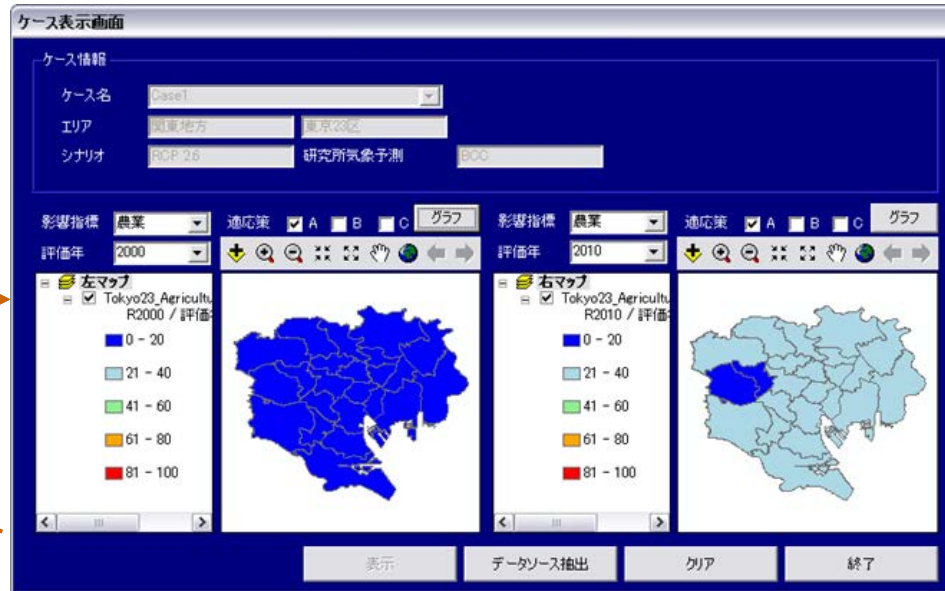 ケース表示画面
ケース情報
ケース名 Case1
エリア 関東地方 東京23区
シナリオ RCP 2.6 研究所気象予測 BCC
影響指標 農業 適応策 A B C グラフ
評価年 2000
左マップ
Tokyo23_Agricultu
R2000 / 評価
0 - 20
21 - 40
41 - 60
61 - 80
81 - 100
影響指標 農業 適応策 A B C グラフ
評価年 2010
右マップ
Tokyo23_Agricultu
R2010 / 評価
0 - 20
21 - 40
41 - 60
61 - 80
81 - 100
表示 データソース抽出 クリア 終了